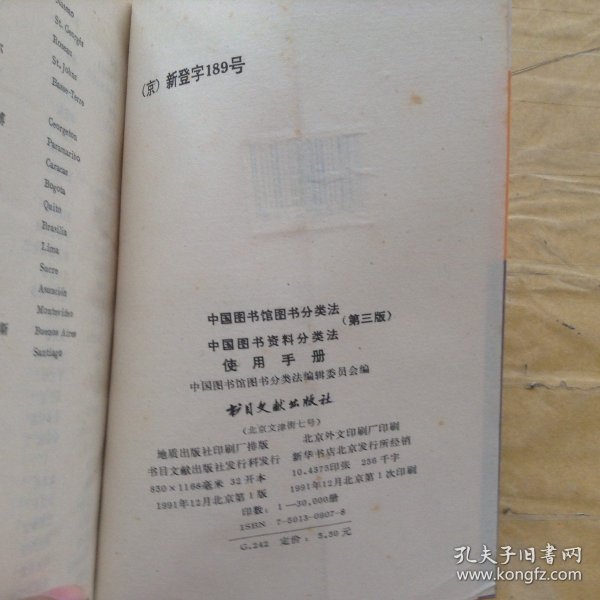 St.Georgis
Roseau
St.Johns
Basse-Terre
Georgeton
Paramarito
Caracas
Bogota
Quito
Brasilia
Lima
Sucre
Asunción
Montevideo
Buenos Aires
Santiago
(京)新登字189号
中国图书馆图书分类法
中国图书资料分类法
(第三版)
使用手册
中国图书馆图书分类法编辑委员会编
书目文献出版社
(北京文津街七号)
地质出版社印刷厂排版 北京外文印刷厂印刷
书目文献出版社发行科发行 新华书店北京发行所经销
850×1168毫米 32开本 10.4375印张 256千字
1991年12月北京第1版 1991年12月北京第1次印刷
印数:1—30,000册
ISBN 7-5013-0807-8
G.242 定价:5.30元
孔夫子旧书网
www.kongfz.com